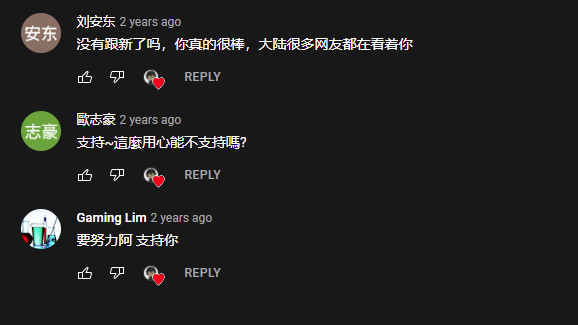 安东
刘安东 2 years ago
没有跟新了吗，你真的很棒，大陆很多网友都在看着你
REPLY
志豪
歐志豪 2 years ago
支持~這麼用心能不支持嗎?
REPLY
Gaming Lim 2 years ago
要努力阿 支持你
REPLY